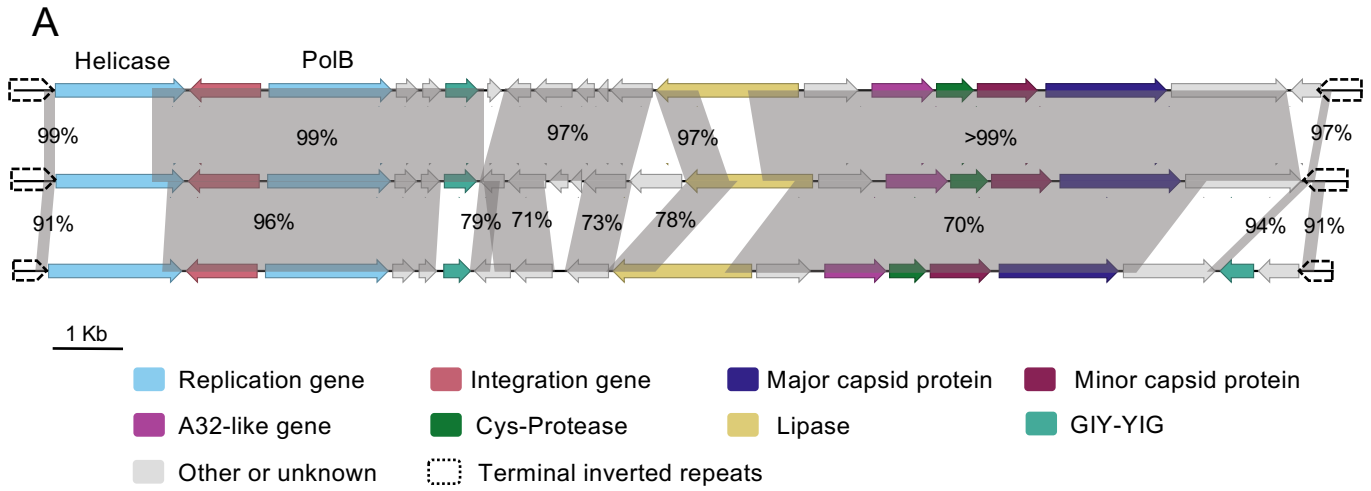 A
Helicase PolB
99% 99% 97% 97% >99% 97%
91% 96% 79% 71% 73% 78% 70% 94% 91%
1 Kb
Replication gene Integration gene Major capsid protein Minor capsid protein
A32-like gene Cys-Protease Lipase GIY-YIG
Other or unknown Terminal inverted repeats